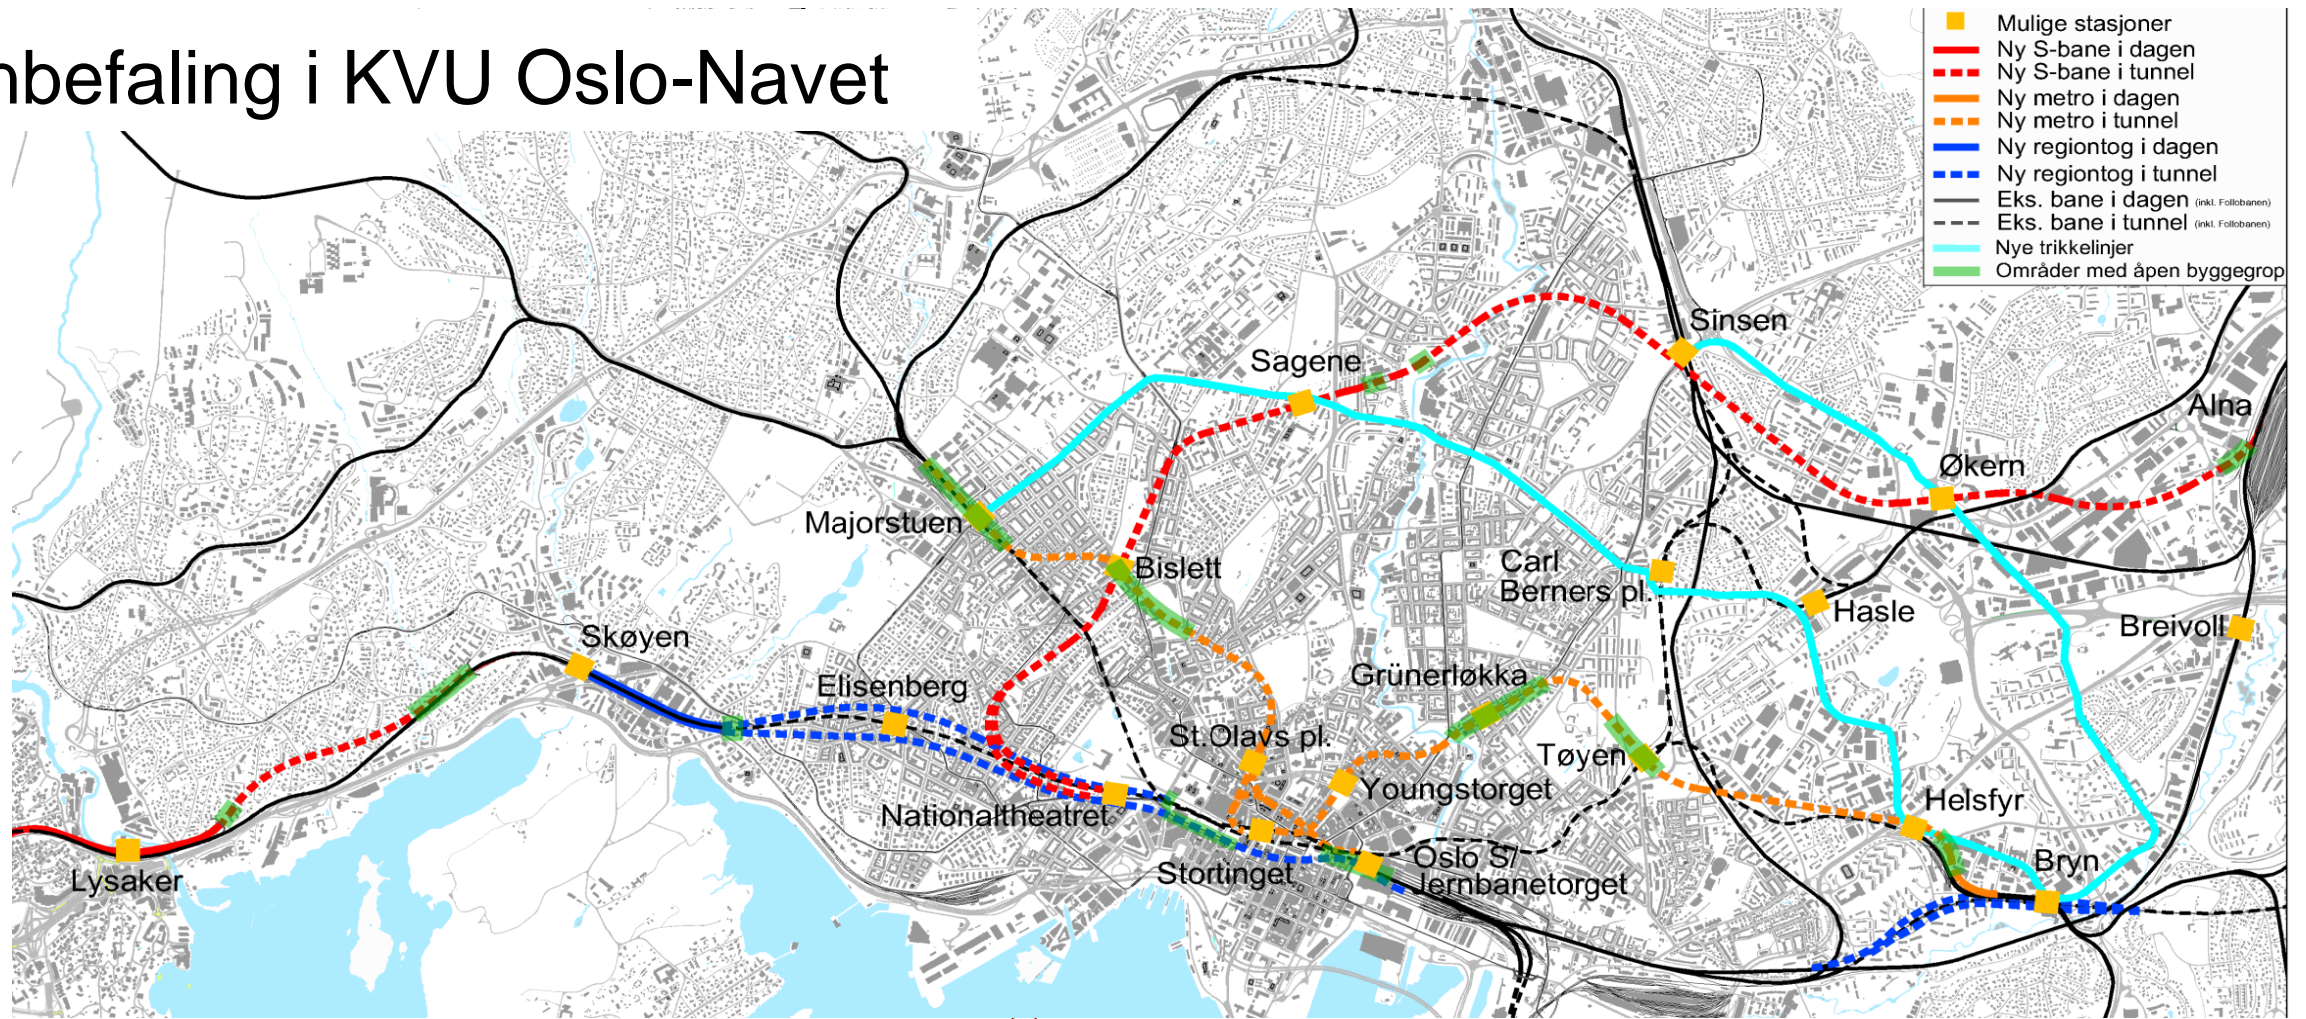 nbefaling i KVU Oslo-Navet
Mulige stasjoner
Ny S-bane i dagen
Ny S-bane i tunnel
Ny metro i dagen
Ny metro i tunnel
Ny regiontog i dagen
Ny regiontog i tunnel
Eks. bane i dagen (inkl. Follobanen)
Eks. bane i tunnel (inkl. Follobanen)
Nye trikkelinjer
Områder med åpen byggegrop
Sinsen
Sagene
Alna
Økern
Majorstuen
Bislett
Carl
Berners pl.
Hasle
Breivoll
Skøyen
Elisenberg
Grünerløkka
St.Olavs pl.
Tøyen
Youngstorget
Nationaltheatret
Helsfyr
Lysaker
Stortinget
Oslo S/
Jernbanetorget
Bryn